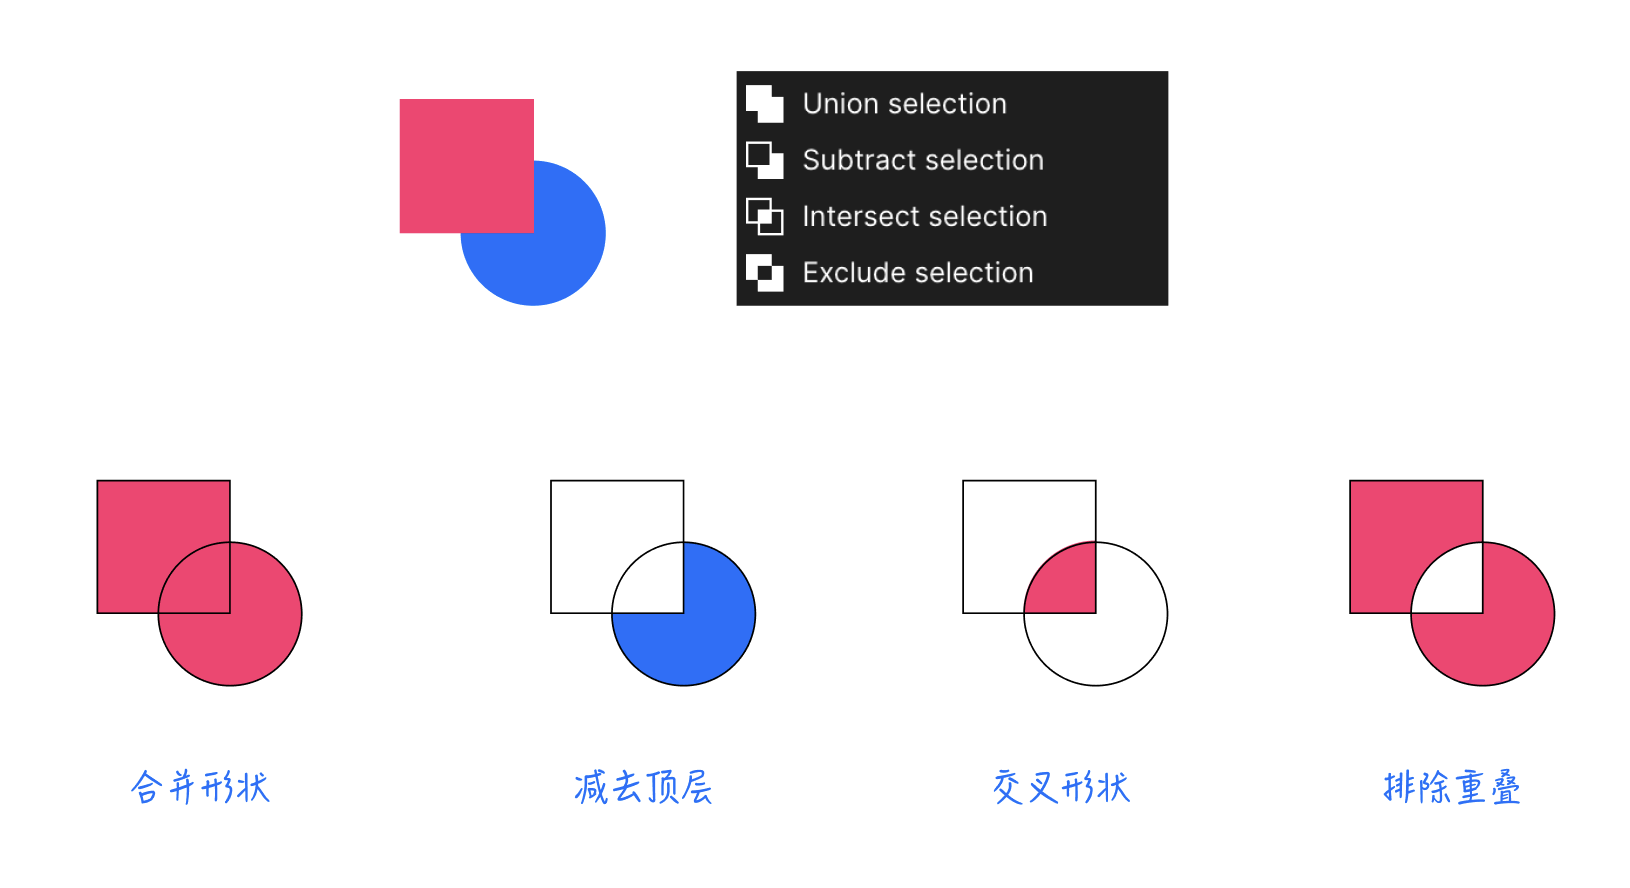 Union selection
Subtract selection
Intersect selection
Exclude selection
合并形状
减去顶层
交叉形状
排除重叠